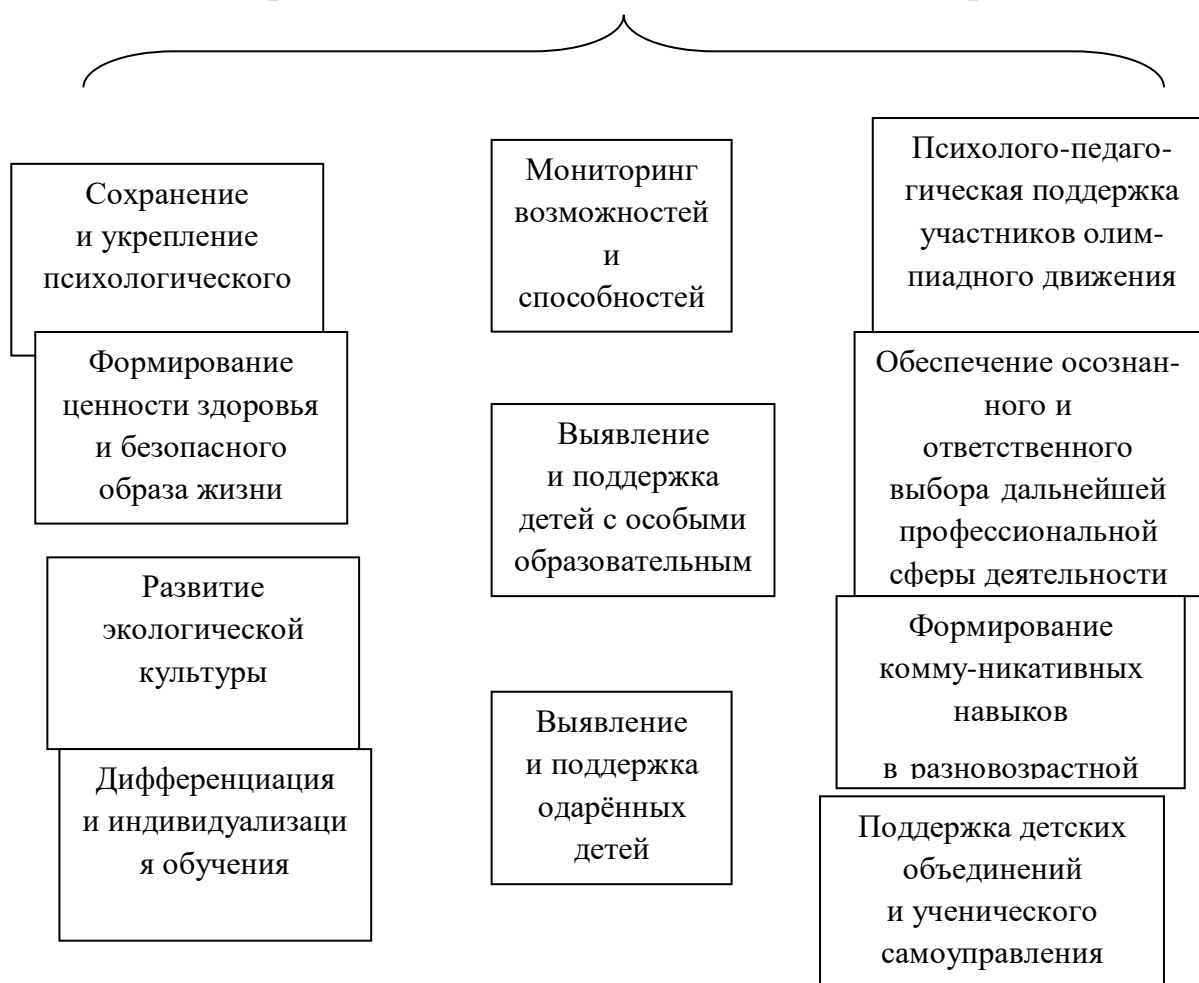 Сохранение
и укрепление
психологического
Формирование
ценности здоровья
и безопасного
образа жизни
Развитие
экологической
культуры
Дифференциация
и индивидуализаци
я обучения
Мониторинг
возможностей
и
способностей
Выявление
и поддержка
детей с особыми
образовательным
Выявление
и поддержка
одарённых
детей
Психолого-педаго-
гическая поддержка
участников олим-
пиадного движения
Обеспечение осознан-
ного и
ответственного
выбора дальнейшей
профессиональной
сферы деятельности
Формирование
комму-никативных
навыков
в разновозрастной
Поддержка детских
объединений
и ученического
самоуправления